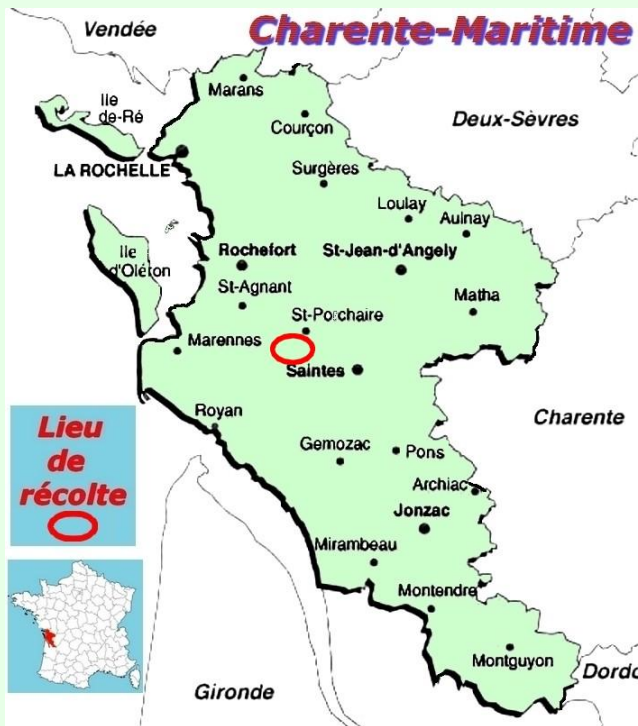 Vendée
Charente-Maritime
Ile
de-Ré
Marans
Courçon
Deux-Sèvres
LA ROCHELLE
Surgères
Loulay
Aulnay
Ile
d'Oléron
Rochefort
St-Jean-d'Angely
St-Agnant
Matha
St-Porchaire
Marennes
Saintes
Royan
Charente
Lieu
de
récolte
Gemozac
Pons
Archiac
Jonzac
Mirambeau
Montendre
Montguyon
Dordo
Gironde